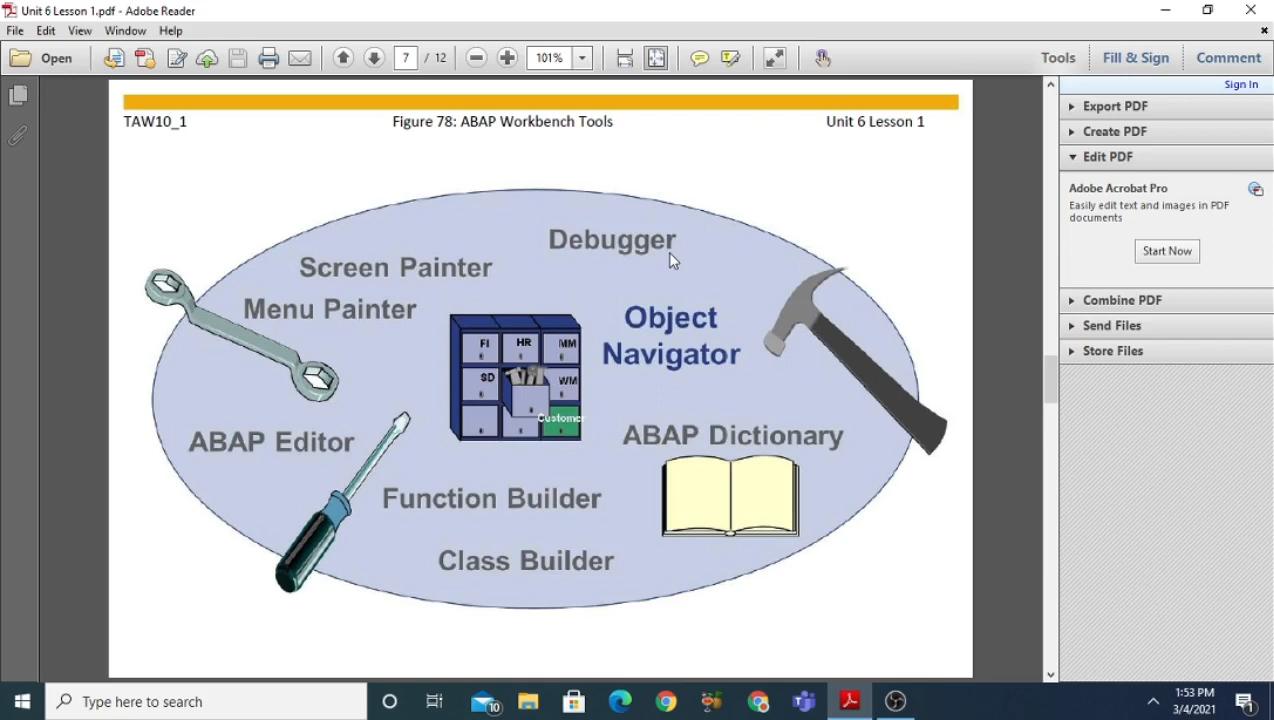 Unit 6 Lesson 1.pdf - Adobe Reader
File Edit View Window Help
Open 7 / 12 101% Tools Fill & Sign Comment
Sign In
Export PDF
Create PDF
Edit PDF
Adobe Acrobat Pro
Easily edit text and images in PDF
documents
Start Now
Combine PDF
Send Files
Store Files
TAW10_1 Figure 78: ABAP Workbench Tools Unit 6 Lesson 1
Debugger
Screen Painter
Menu Painter
Object
Navigator
FI HR MM
SD WM
Customer
ABAP Editor
ABAP Dictionary
Function Builder
Class Builder
Type here to search
10
1:53 PM
3/4/2021
1